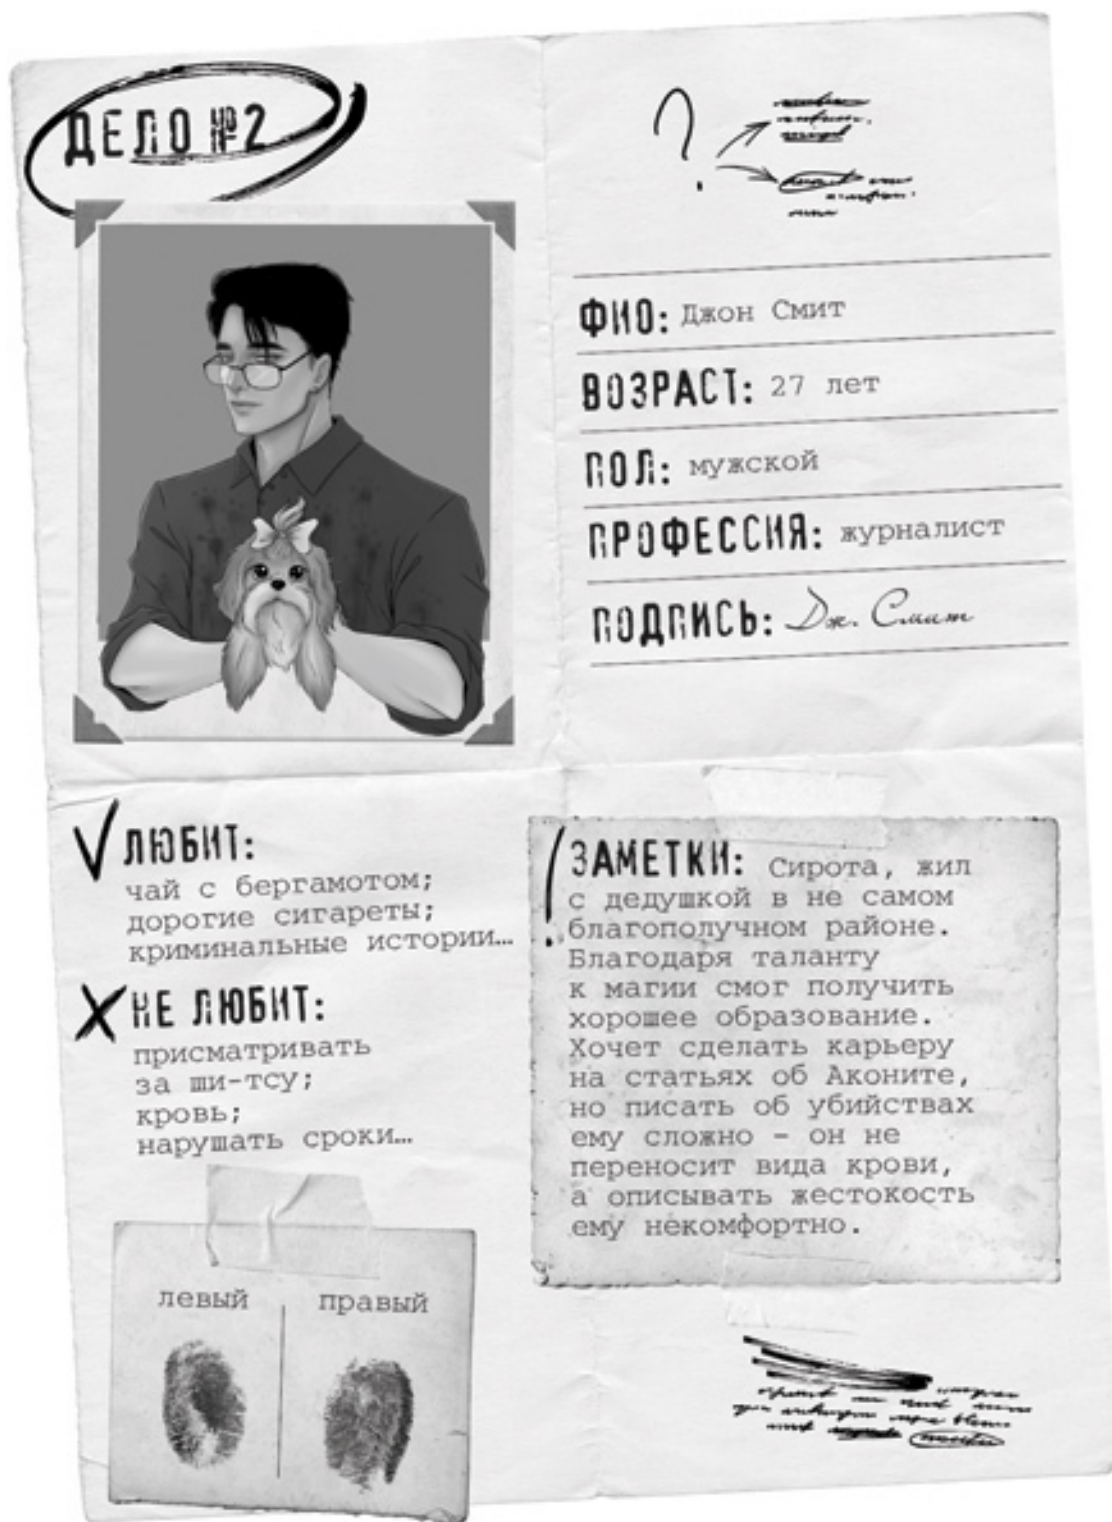 ДЕЛО №2
ФИО: Джон Смит
ВОЗРАСТ: 27 лет
ПОЛ: мужской
ПРОФЕССИЯ: журналист
ПОДПИСЬ: Дж. Смит
ЛЮБИТ:
чай с бергамотом;
дорогие сигареты;
криминальные истории…
НЕ ЛЮБИТ:
присматривать
за ши-тсу;
кровь;
нарушать сроки…
ЗАМЕТКИ: Сирота, жил
с дедушкой в не самом
благополучном районе.
Благодаря таланту
к магии смог получить
хорошее образование.
Хочет сделать карьеру
на статьях об Аконите,
но писать об убийствах
ему сложно – он не
переносит вида крови,
а описывать жестокость
ему некомфортно.
левый правый